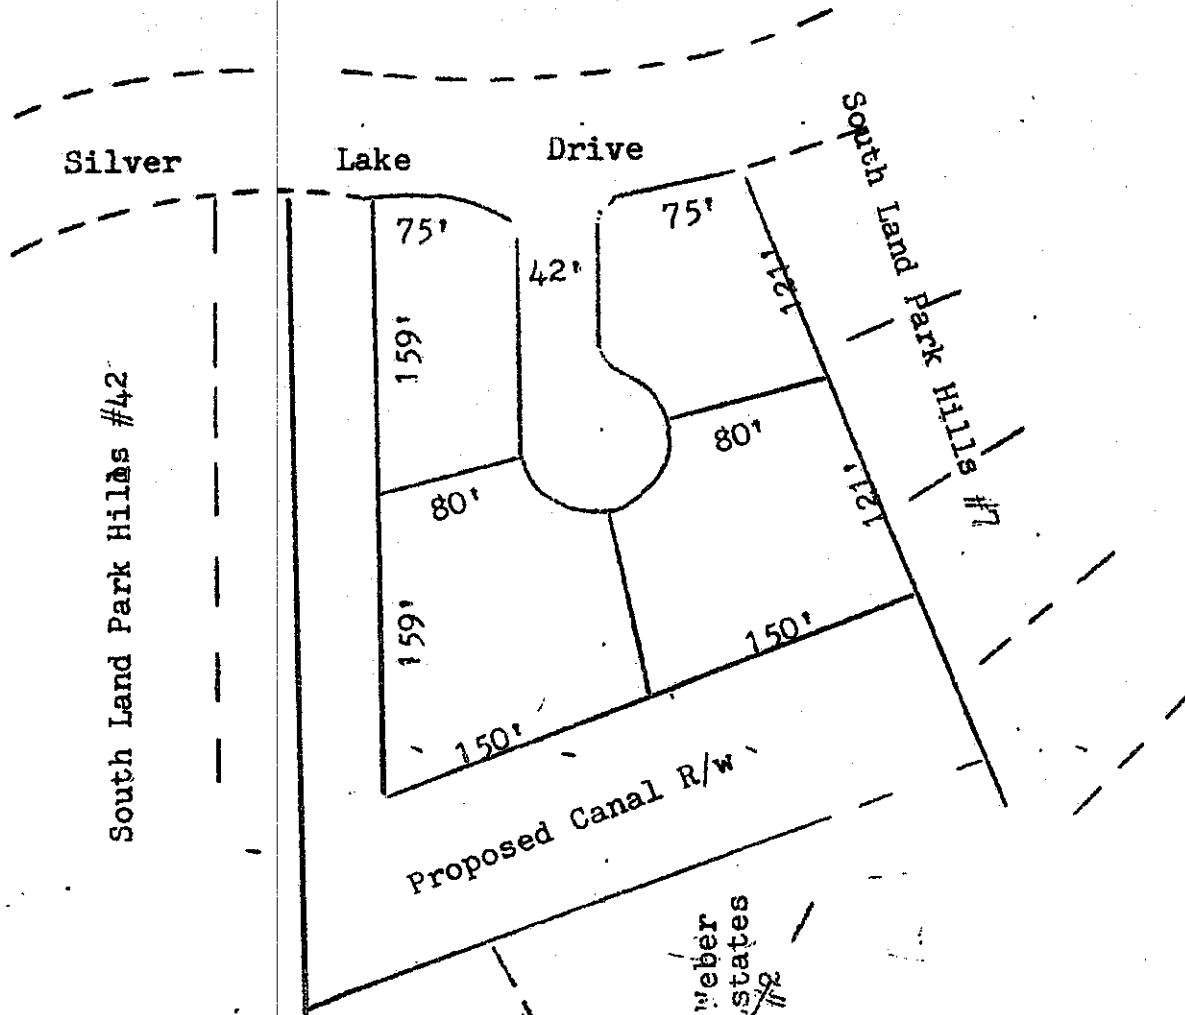 Silver Lake Drive
South Land Park Hills #7
75'
75'
42'
121'
159'
80'
80'
121'
South Land Park Hills #42
159'
150'
150'
Proposed Canal R/w
Weber
states
#2